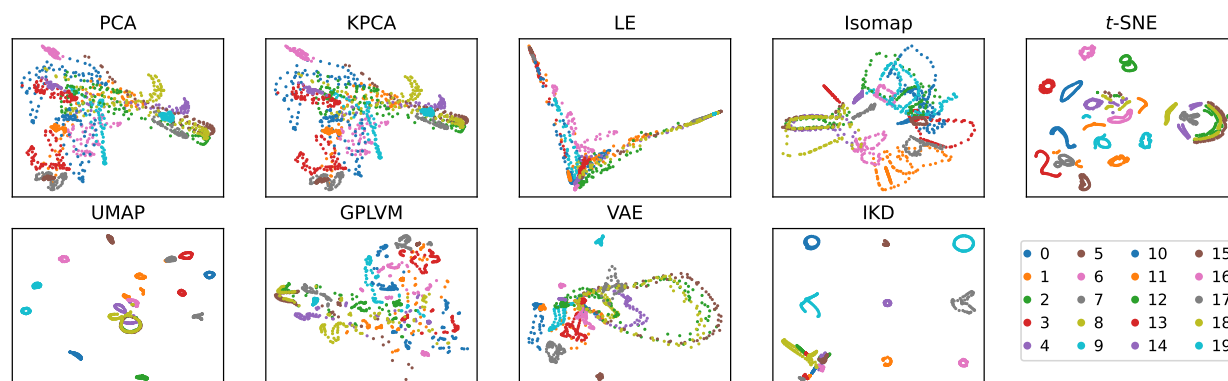 PCA KPCA LE Isomap t-SNE
UMAP GPLVM VAE IKD
0 5 10 15
1 6 11 16
2 7 12 17
3 8 13 18
4 9 14 19